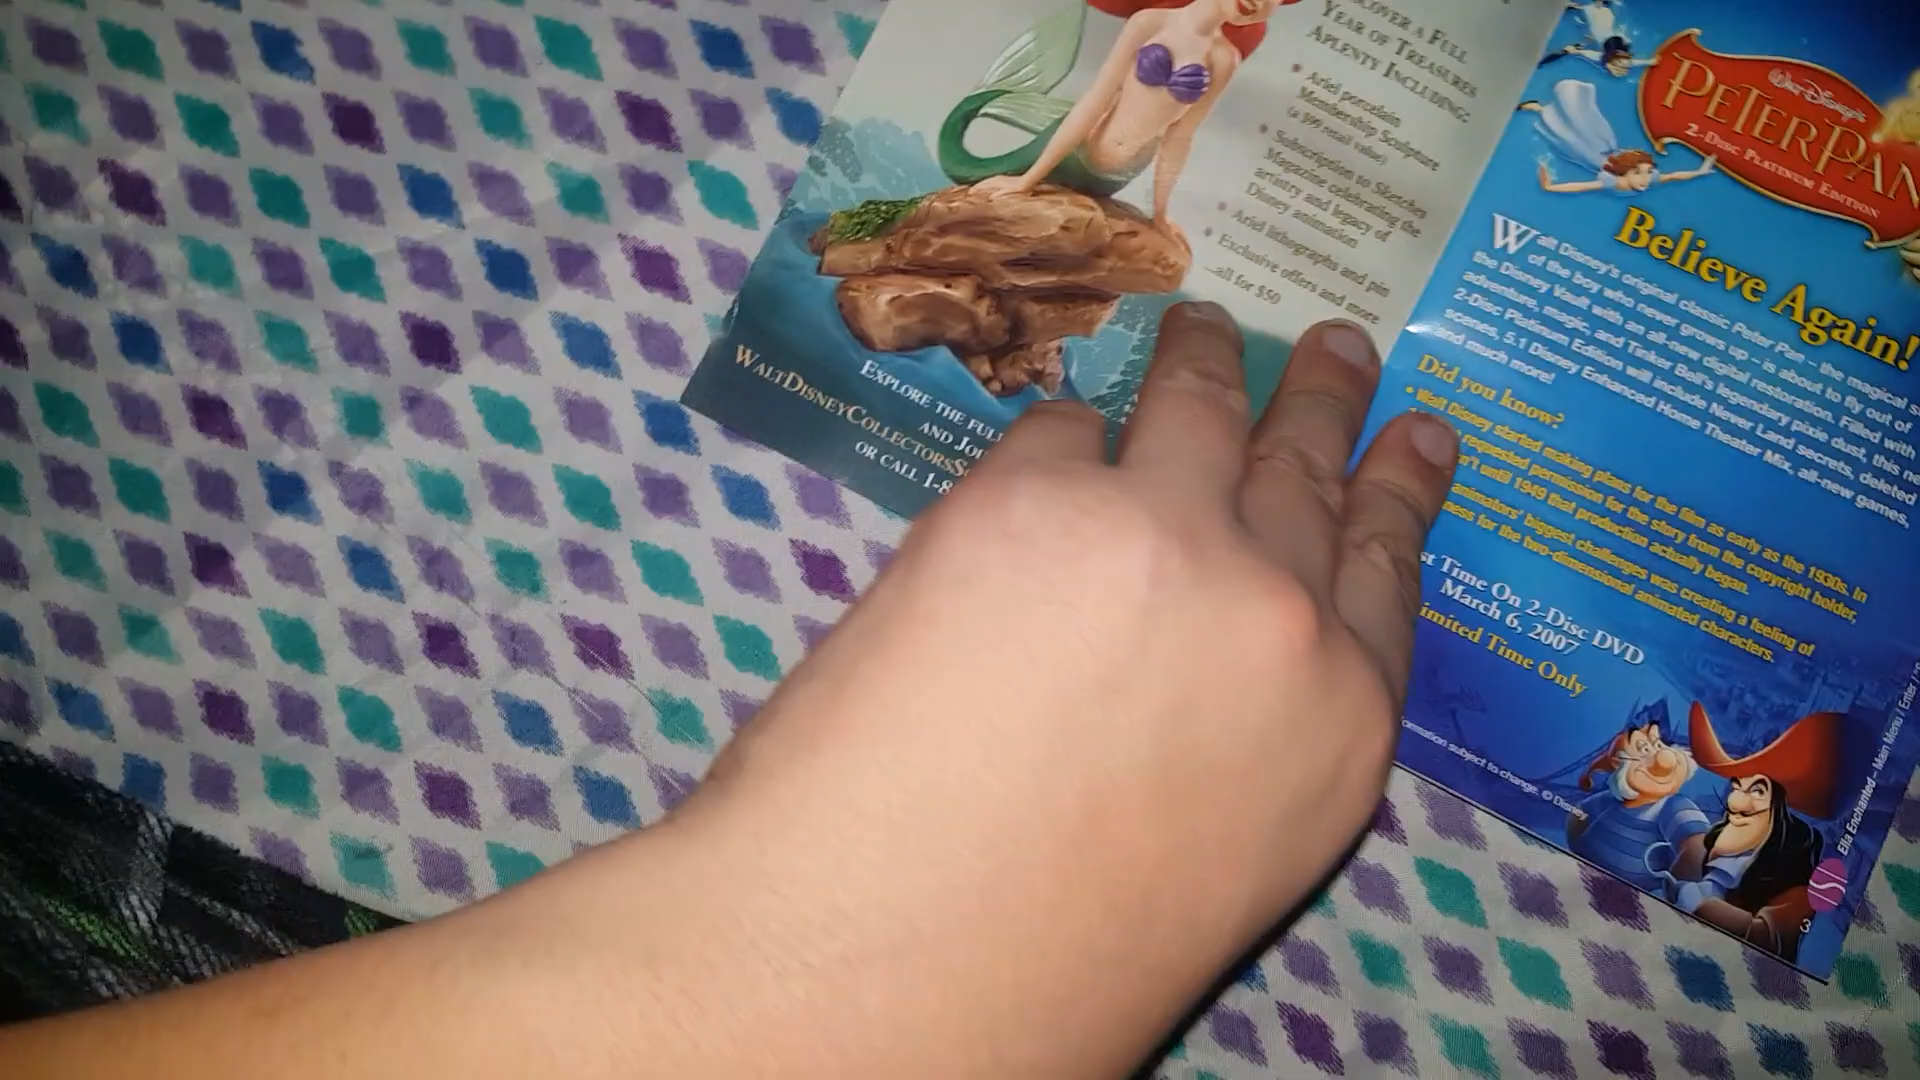 YEAR OF TREASURES
APLENTY INCLUDING:
• Ariel porcelain
Membership Sculpture
(a $99 retail value)
• Subscription to Sketches
Magazine celebrating the
artistry and legacy of
Disney animation
• Ariel lithographs and pin
• Exclusive offers and more
...all for $50
EXPLORE THE FULL
AND
WALTDISNEYCOLLECTORS
OR CALL 1-8
Walt Disney's
PETER PAN
2-DISC PLATINUM EDITION
Believe Again!
Walt Disney's original classic Peter Pan – the magical
of the boy who never grows up – is about to fly out of
the Disney Vault with an all-new digital restoration. Filled with
adventure, magic, and Tinker Bell's legendary pixie dust, this
2-Disc Platinum Edition will include Never Land secrets, deleted
scenes, 5.1 Disney Enhanced Home Theater Mix, all-new games,
and much more!
Did you know?
• Walt Disney started making plans for the film as early as the 1930s. In
requested permission for the story from the copyright holder,
until 1949 that production actually began.
animators' biggest challenges was creating a feeling of
for the two-dimensional animated characters.
Time On 2-Disc DVD
March 6, 2007
Limited Time Only
subject to change. © Disney
Ella Enchanted – Main Menu / Enter /
3